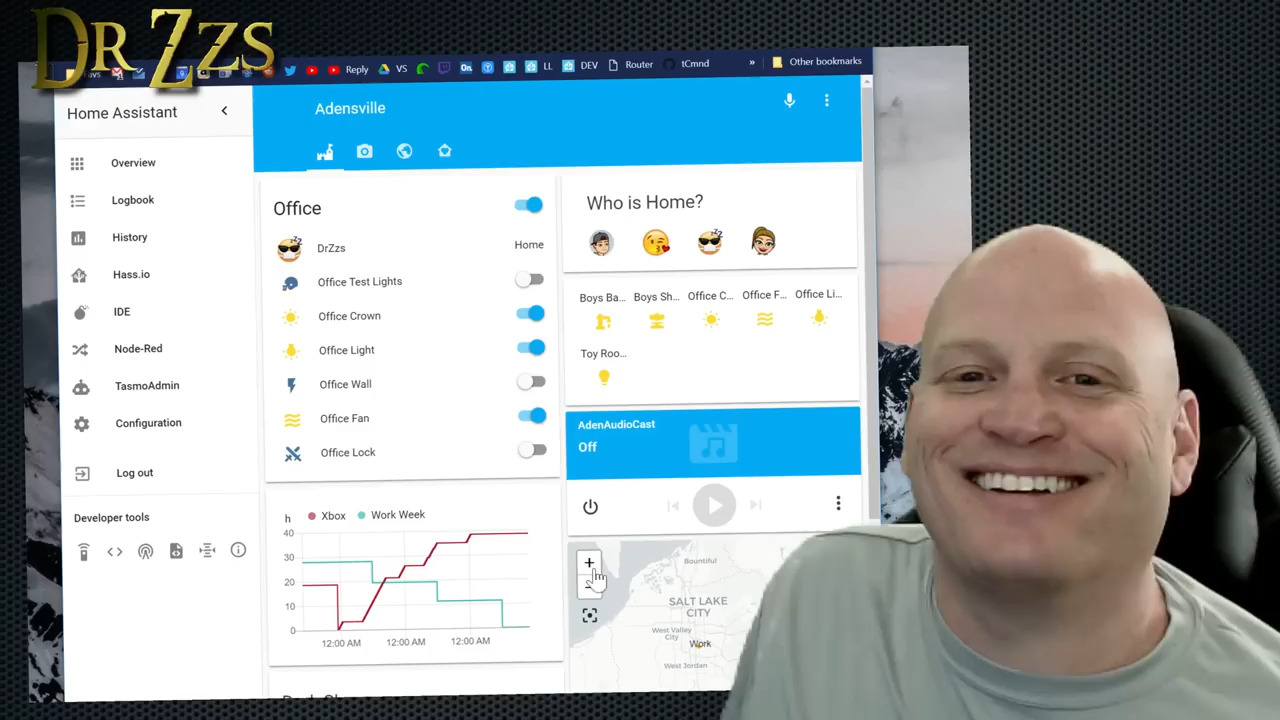 DrZzs
Favs
Reply
VS
LL
DEV
Router
tCmnd
»
Other bookmarks
Home Assistant
Overview
Logbook
History
Hass.io
IDE
Node-Red
TasmoAdmin
Configuration
Log out
Developer tools
Adensville
Office
DrZzs
Home
Office Test Lights
Office Crown
Office Light
Office Wall
Office Fan
Office Lock
h
Xbox
Work Week
40
30
20
10
0
12:00 AM
12:00 AM
12:00 AM
Who is Home?
Boys Ba...
Boys Sh...
Office C...
Office F...
Office Li...
Toy Roo...
AdenAudioCast
Off
+
Bountiful
SALT LAKE
CITY
West Valley
City
Work
West Jordan